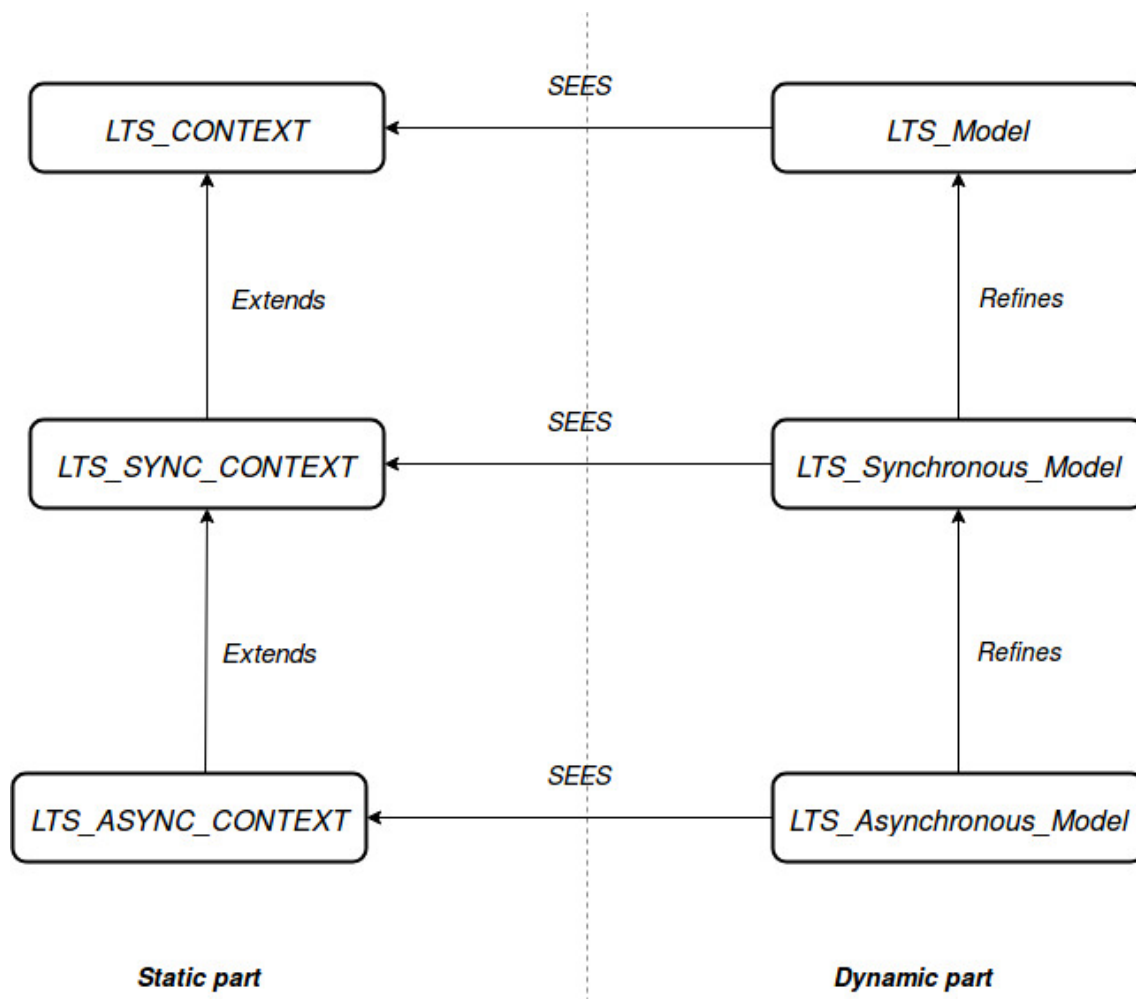 SEES
LTS_CONTEXT
LTS_Model
Extends
Refines
SEES
LTS_SYNC_CONTEXT
LTS_Synchronous_Model
Extends
Refines
SEES
LTS_ASYNC_CONTEXT
LTS_Asynchronous_Model
Static part
Dynamic part